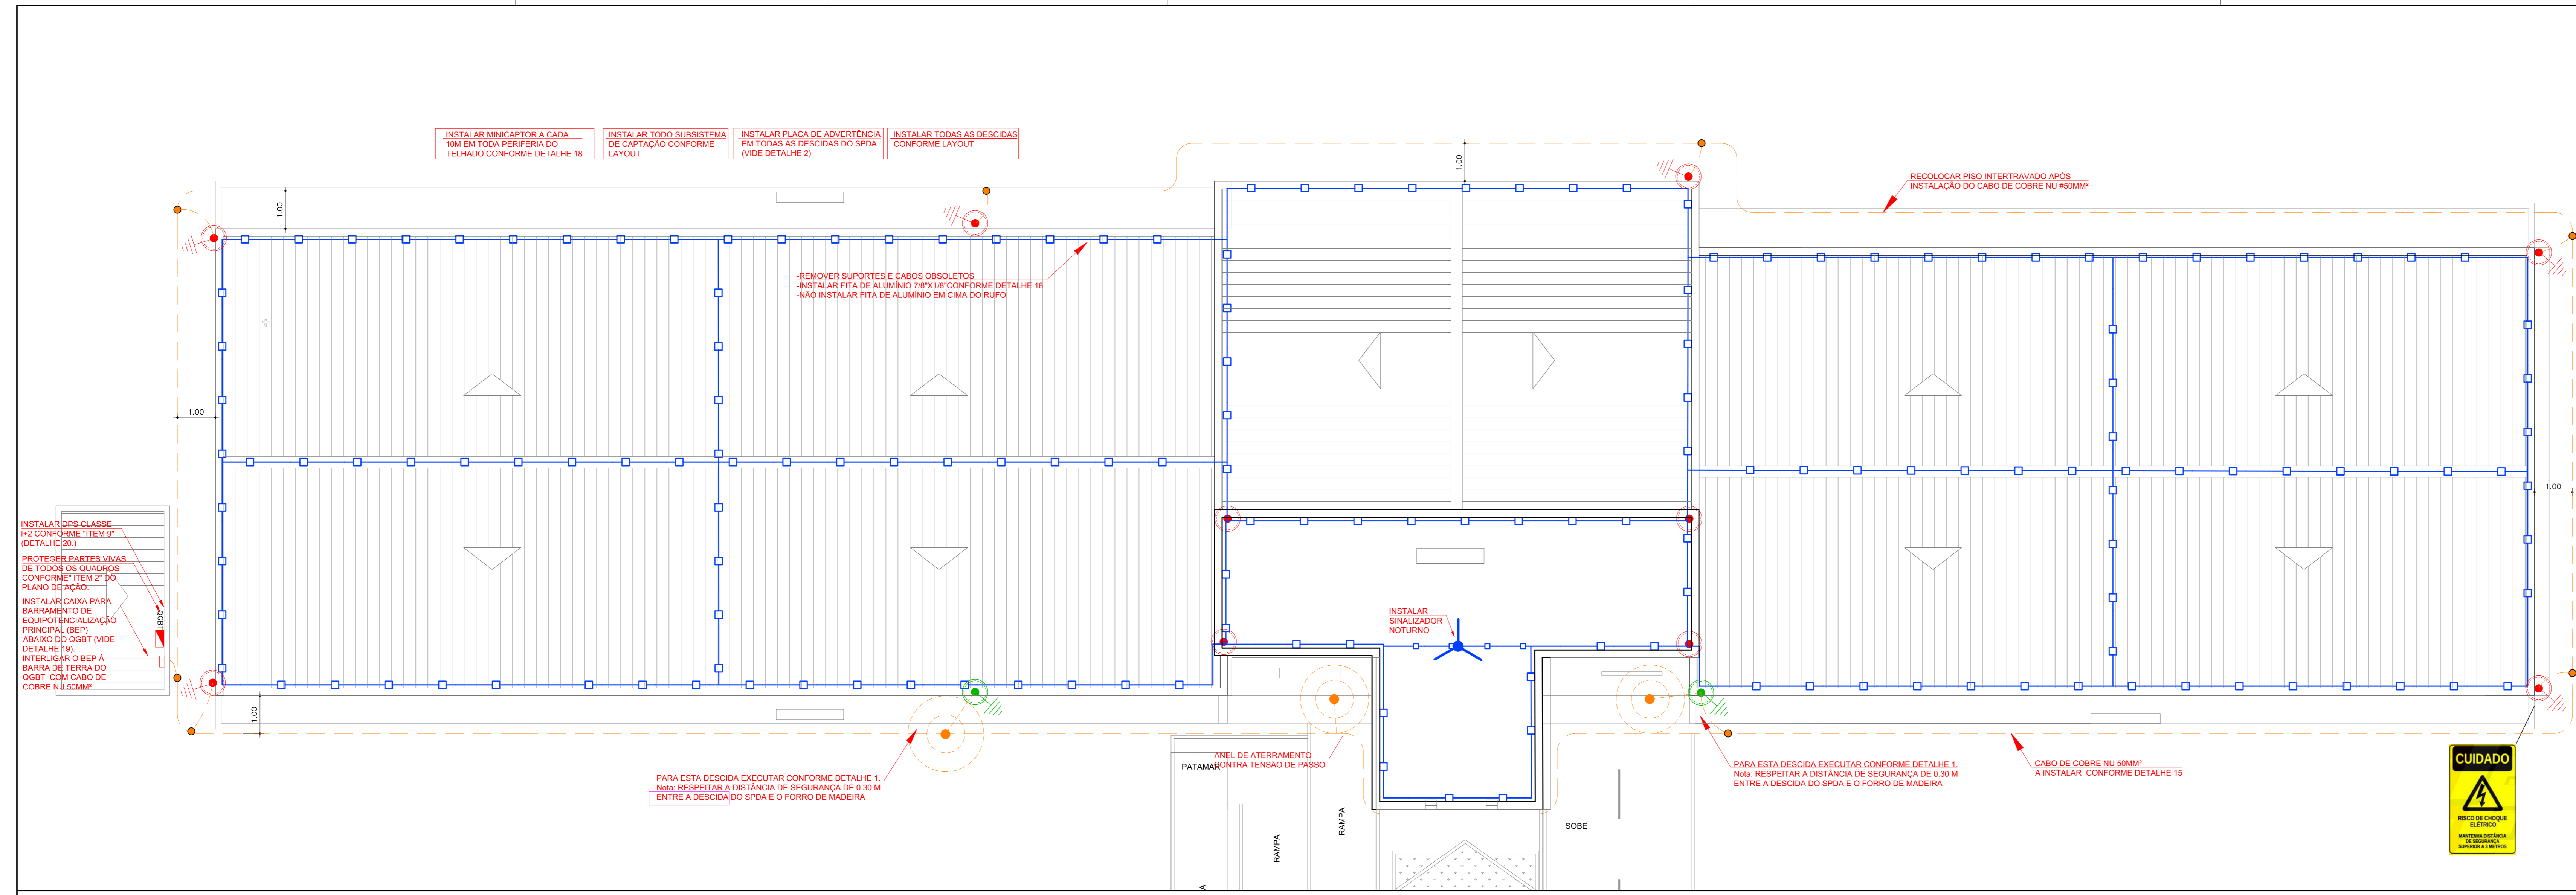 INSTALAR MINICAPTOR A CADA
10M EM TODA PERIFERIA DO
TELHADO CONFORME DETALHE 18
INSTALAR TODO SUBSISTEMA
DE CAPTAÇÃO CONFORME
LAYOUT
INSTALAR PLACA DE ADVERTÊNCIA
EM TODAS AS DESCIDAS DO SPDA
(VIDE DETALHE 2)
INSTALAR TODAS AS DESCIDAS
CONFORME LAYOUT
1.00
1.00
RECOLOCAR PISO INTERTRAVADO APÓS
INSTALAÇÃO DO CABO DE COBRE NU #50MM²
-REMOVER SUPORTES E CABOS OBSOLETOS
-INSTALAR FITA DE ALUMÍNIO 7/8"X1/8"CONFORME DETALHE 18
-NÃO INSTALAR FITA DE ALUMÍNIO EM CIMA DO RUFO
1.00
1.00
INSTALAR DPS CLASSE
I+2 CONFORME "ITEM 9"
(DETALHE 20.)
PROTEGER PARTES VIVAS
DE TODOS OS QUADROS
CONFORME" ITEM 2" DO
PLANO DE AÇÃO.
INSTALAR CAIXA PARA
BARRAMENTO DE
EQUIPOTENCIALIZAÇÃO
PRINCIPAL (BEP)
ABAIXO DO QGBT (VIDE
DETALHE 19).
INTERLIGAR O BEP À
BARRA DE TERRA DO
QGBT COM CABO DE
COBRE NU 50MM²
QGBT
INSTALAR
SINALIZADOR
NOTURNO
1.00
ANEL DE ATERRAMENTO
CONTRA TENSÃO DE PASSO
PATAMAR
PARA ESTA DESCIDA EXECUTAR CONFORME DETALHE 1.
Nota: RESPEITAR A DISTÂNCIA DE SEGURANÇA DE 0.30 M
ENTRE A DESCIDA DO SPDA E O FORRO DE MADEIRA
PARA ESTA DESCIDA EXECUTAR CONFORME DETALHE 1.
Nota: RESPEITAR A DISTÂNCIA DE SEGURANÇA DE 0.30 M
ENTRE A DESCIDA DO SPDA E O FORRO DE MADEIRA
CABO DE COBRE NU 50MM²
A INSTALAR CONFORME DETALHE 15
RAMPA
RAMPA
SOBE
A
CUIDADO
RISCO DE CHOQUE
ELÉTRICO
MANTENHA DISTÂNCIA
DE SEGURANÇA
SUPERIOR A 3 METROS